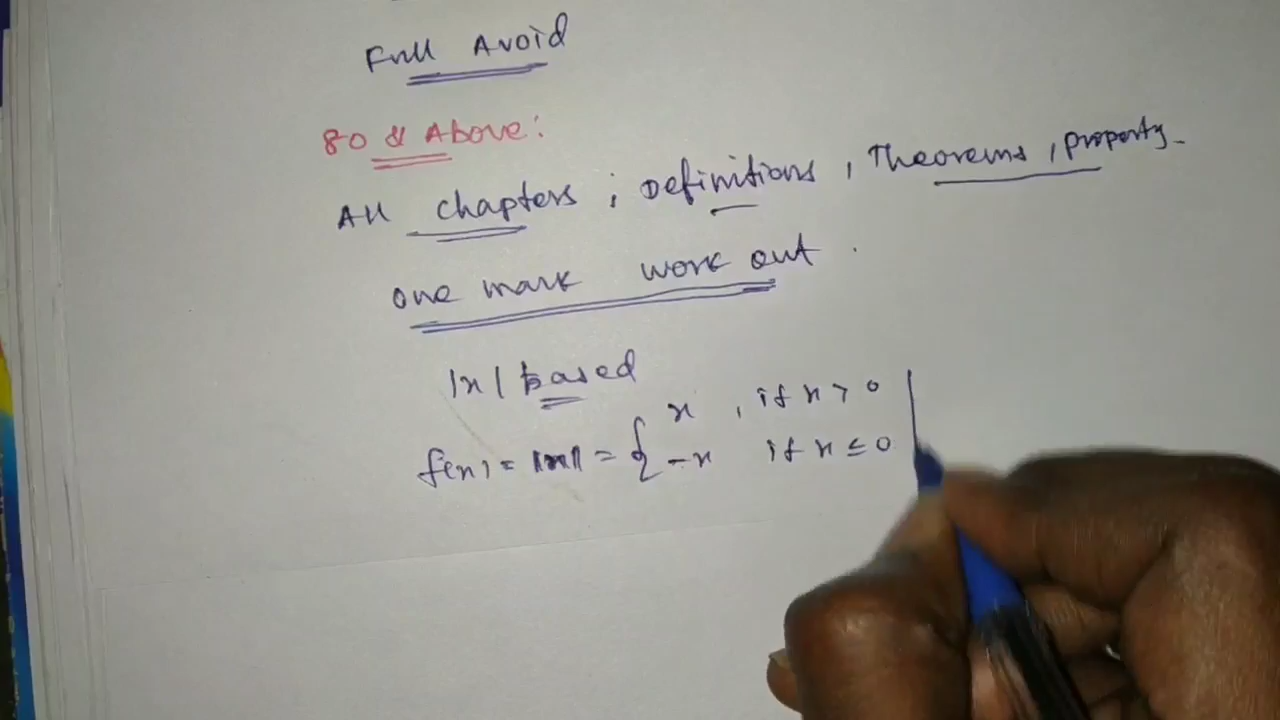 Full Avoid
80 & Above:
All chapters ; Definitions , Theorems , property
one mark work out .
|x| based
f(x) = |x| = { x , if x > 0
-x if x ≤ 0